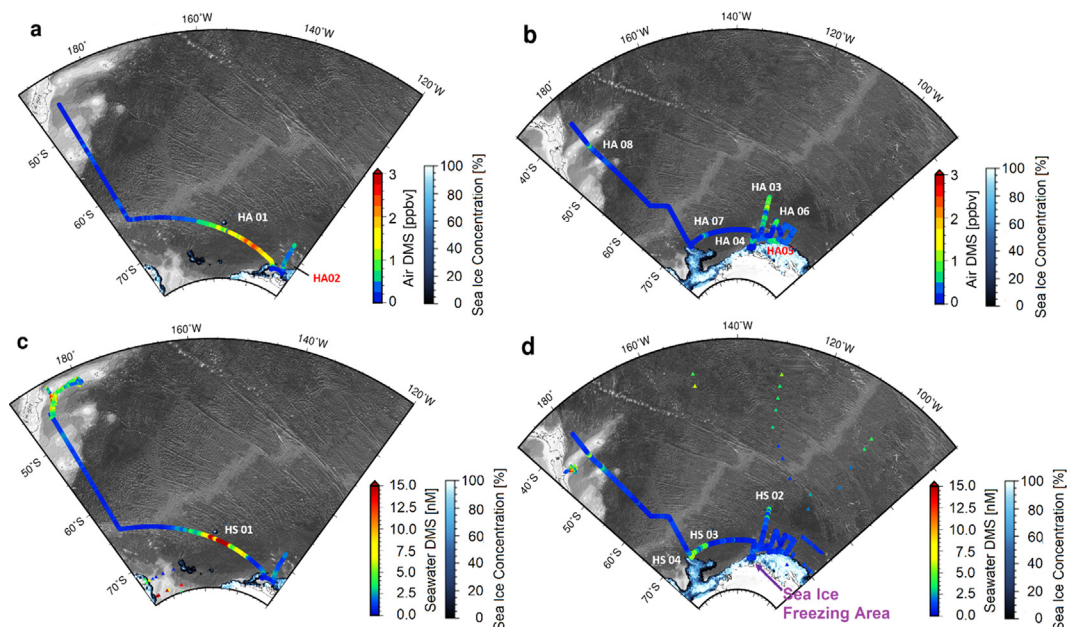 a
180°
160°W
140°W
120°W
50°S
60°S
70°S
HA 01
HA02
3
2
1
0
Air DMS [ppbv]
100
80
60
40
20
0
Sea Ice Concentration [%]
b
180°
160°W
140°W
120°W
100°W
40°S
50°S
60°S
70°S
HA 08
HA 03
HA 07
HA 06
HA 04
HA05
3
2
1
0
Air DMS [ppbv]
100
80
60
40
20
0
Sea Ice Concentration [%]
c
180°
160°W
140°W
120°W
50°S
60°S
70°S
HS 01
15.0
12.5
10.0
7.5
5.0
2.5
0.0
Seawater DMS [nM]
100
80
60
40
20
0
Sea Ice Concentration [%]
d
180°
160°W
140°W
120°W
100°W
40°S
50°S
60°S
70°S
HS 02
HS 03
HS 04
Sea Ice
Freezing Area
15.0
12.5
10.0
7.5
5.0
2.5
0.0
Seawater DMS [nM]
100
80
60
40
20
0
Sea Ice Concentration [%]